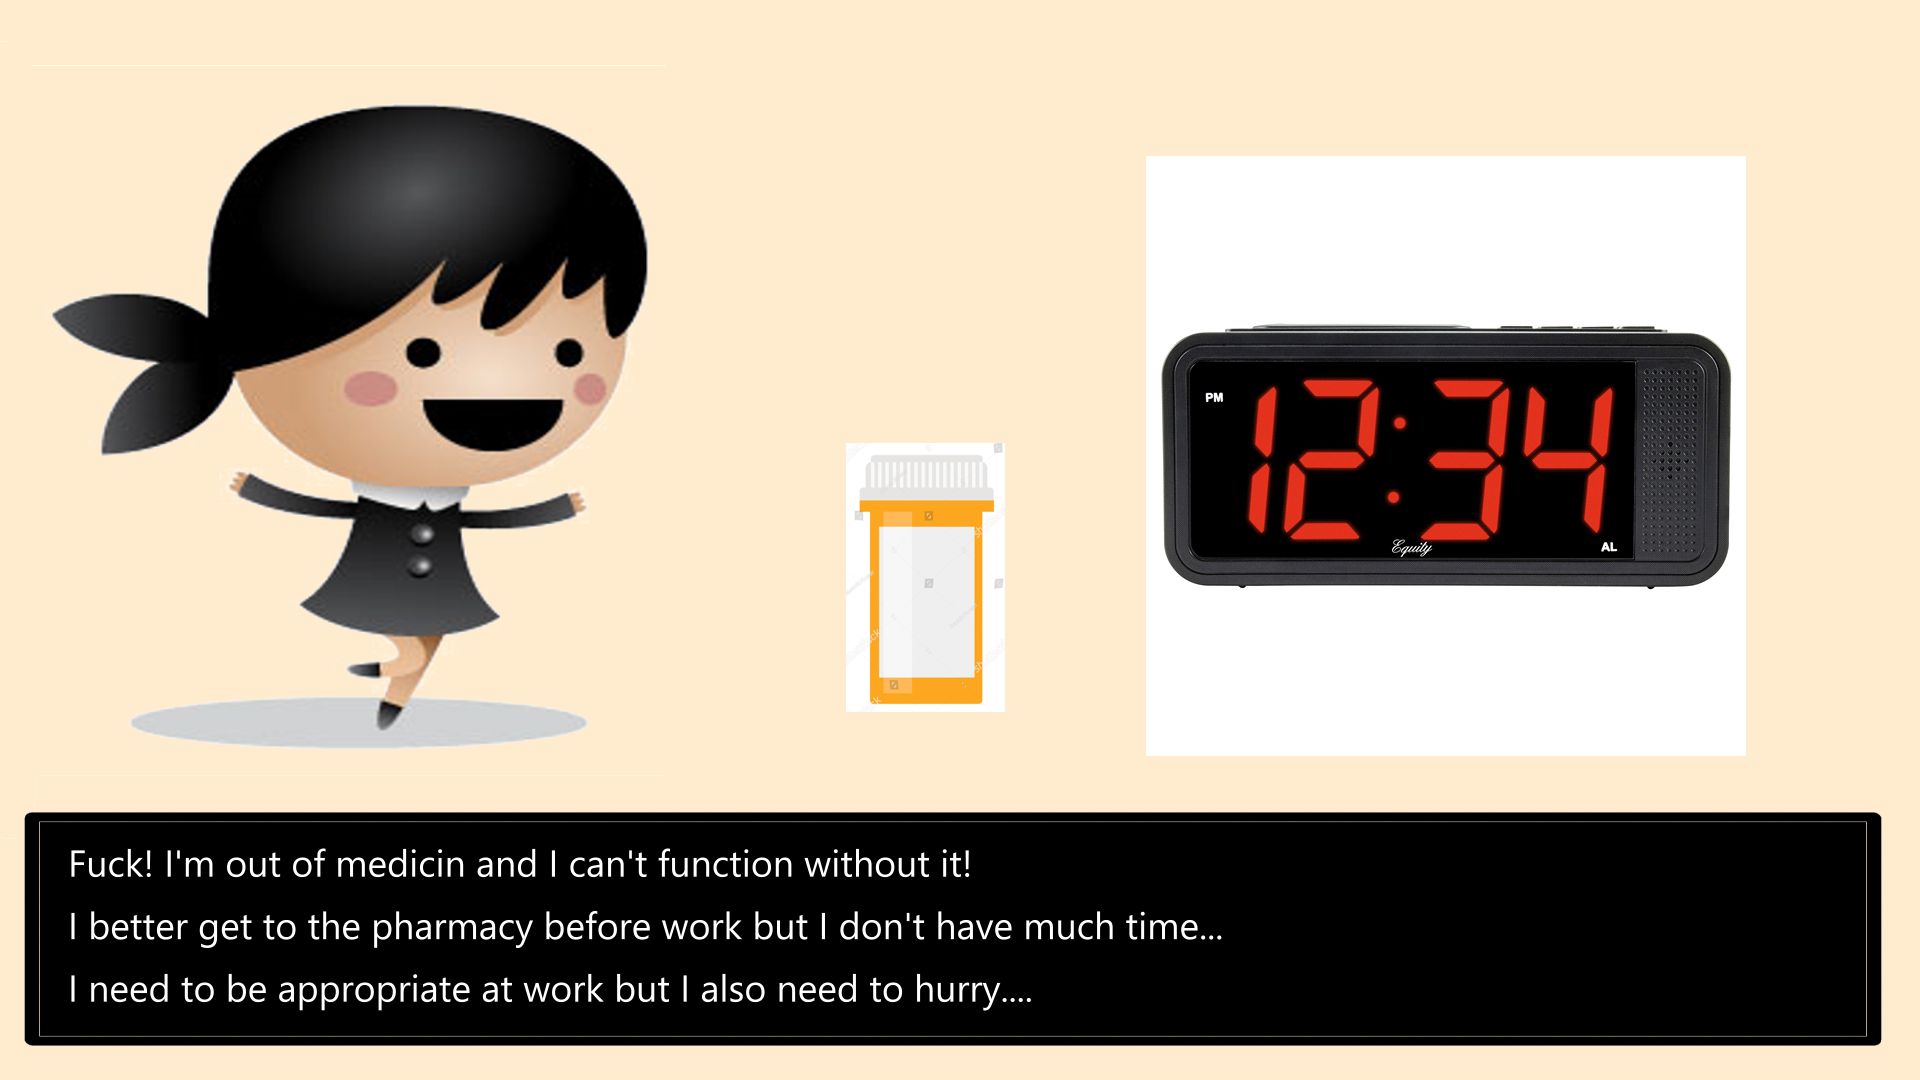 PM
12:34
Equity
AL
Fuck! I'm out of medicin and I can't function without it!
I better get to the pharmacy before work but I don't have much time...
I need to be appropriate at work but I also need to hurry....